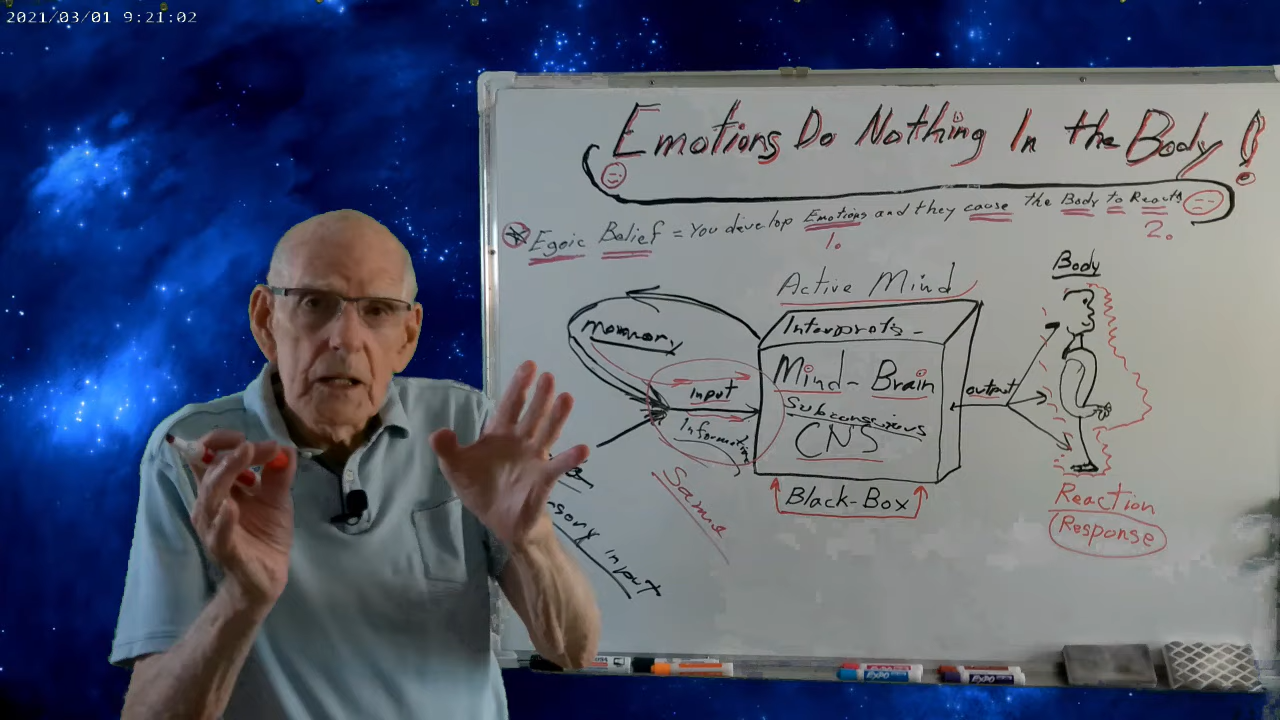 2021/03/01 9:21:02
Emotions Do Nothing In the Body!
* Egoic Belief = You develop Emotions and they cause the Body to React
1. 2.
Active Mind
Body
Memory
Interprets -
Mind - Brain
Input
output
Information
CNS
Black-Box
Same
Reaction
Response
input
EXPO
EXPO